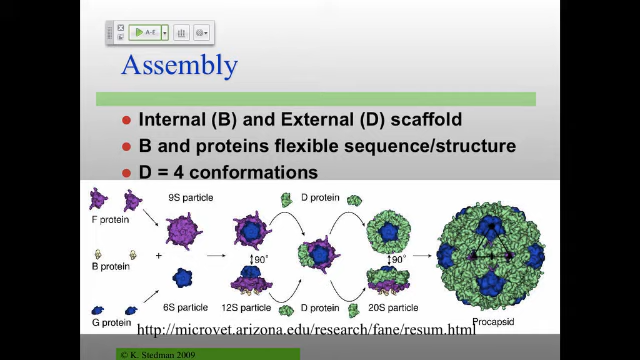 A-E
Assembly
Internal (B) and External (D) scaffold
B and proteins flexible sequence/structure
D = 4 conformations
9S particle
D protein
F protein
B protein
+
90°
90°
G protein
6S particle
12S particle
D protein
20S particle
Procapsid
http://microvet.arizona.edu/research/fane/resum.html
© K. Stedman 2009